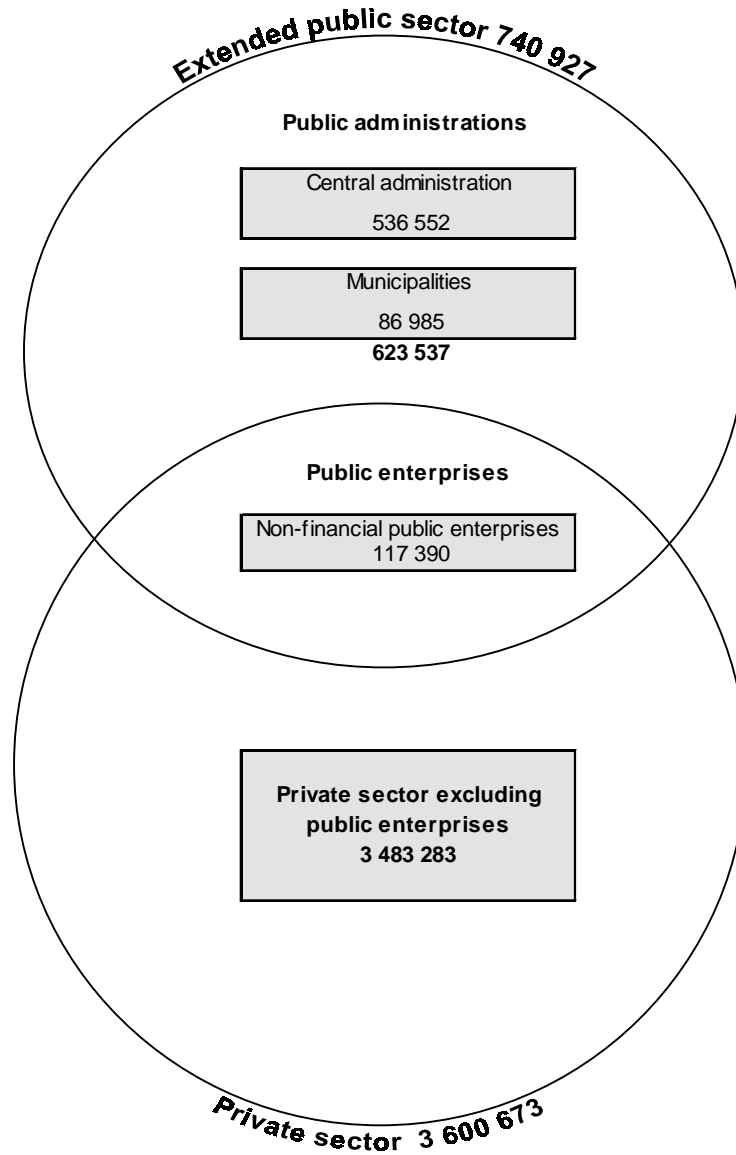 Extended public sector 740 927
Public administrations
Central administration
536 552
Municipalities
86 985
623 537
Public enterprises
Non-financial public enterprises
117 390
Private sector excluding
public enterprises
3 483 283
Private sector 3 600 673